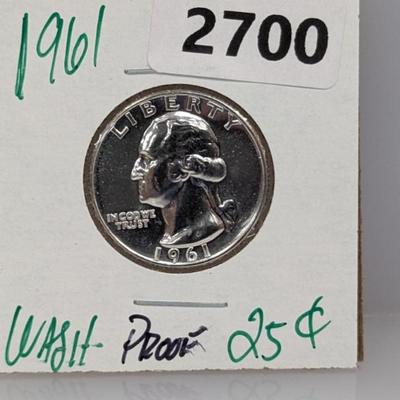 1961
2700
LIBERTY
IN GOD WE
TRUST
1961
WASH PROOF 25¢